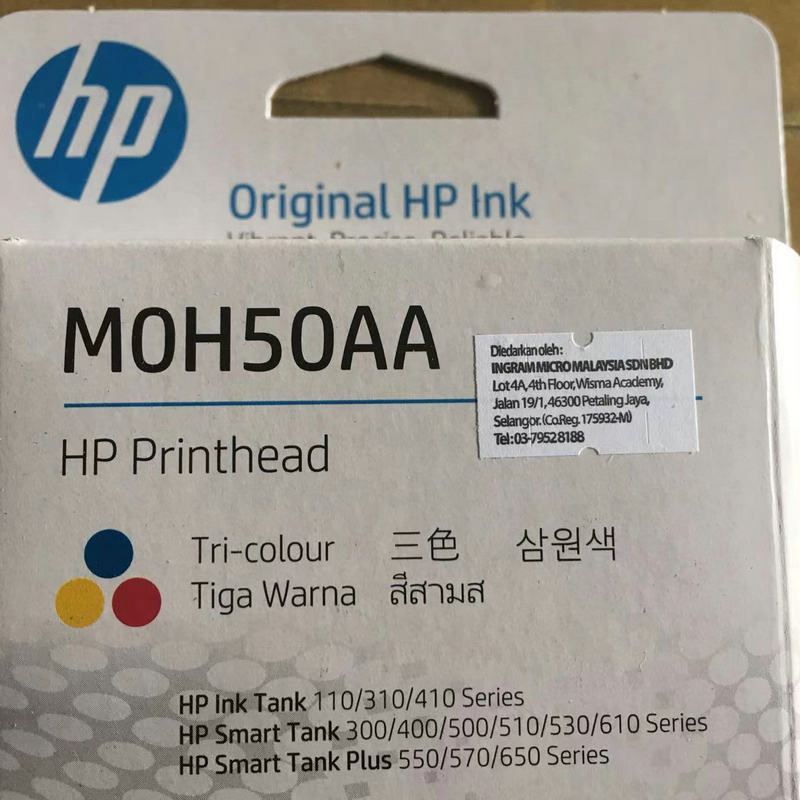 hp
Original HP Ink
Vibrant. Precise. Reliable.
M0H50AA
Diedarkan oleh:
INGRAM MICRO MALAYSIA SDN BHD
Lot 4A, 4th Floor, Wisma Academy,
Jalan 19/1, 46300 Petaling Jaya,
Selangor. (Co.Reg. 175932-M)
Tel: 03-7952 8188
HP Printhead
Tri-colour 三色 삼원색
Tiga Warna สีสามส
HP Ink Tank 110/310/410 Series
HP Smart Tank 300/400/500/510/530/610 Series
HP Smart Tank Plus 550/570/650 Series